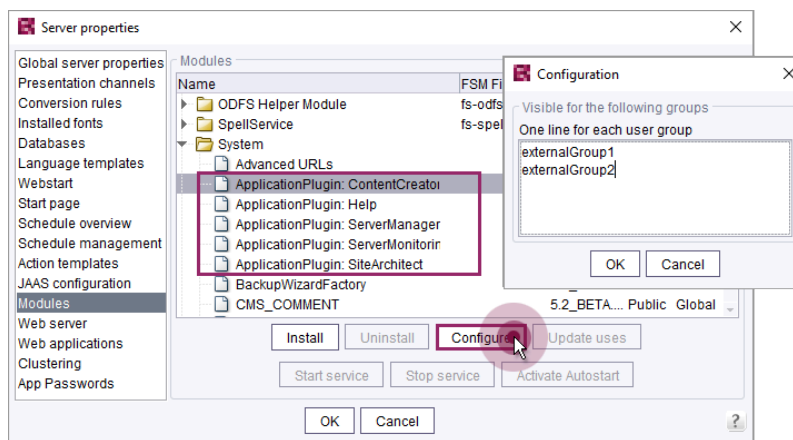 Server properties
Global server properties
Presentation channels
Conversion rules
Installed fonts
Databases
Language templates
Webstart
Start page
Schedule overview
Schedule management
Action templates
JAAS configuration
Modules
Web server
Web applications
Clustering
App Passwords
Modules
Name FSM Fi
ODFS Helper Module fs-odfs
SpellService fs-spel
System
Advanced URLs
ApplicationPlugin: ContentCreator
ApplicationPlugin: Help
ApplicationPlugin: ServerManager
ApplicationPlugin: ServerMonitorin
ApplicationPlugin: SiteArchitect
BackupWizardFactory
CMS_COMMENT 5.2_BETA.... Public Global
Install Uninstall Configure Update uses
Start service Stop service Activate Autostart
OK Cancel
?
Configuration
Visible for the following groups
One line for each user group
externalGroup1
externalGroup2
OK Cancel